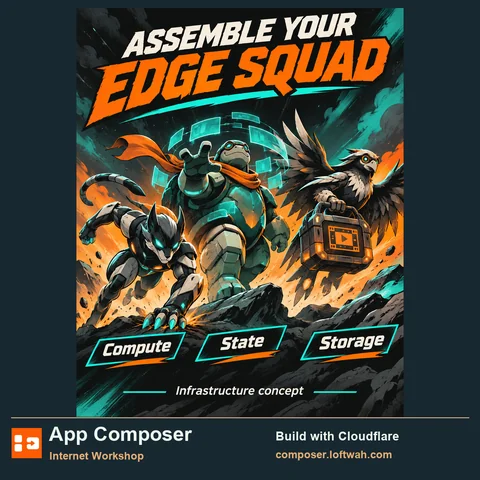 ASSEMBLE YOUR
EDGE SQUAD
Compute
State
Storage
Infrastructure concept
App Composer
Internet Workshop
Build with Cloudflare
composer.loftwah.com